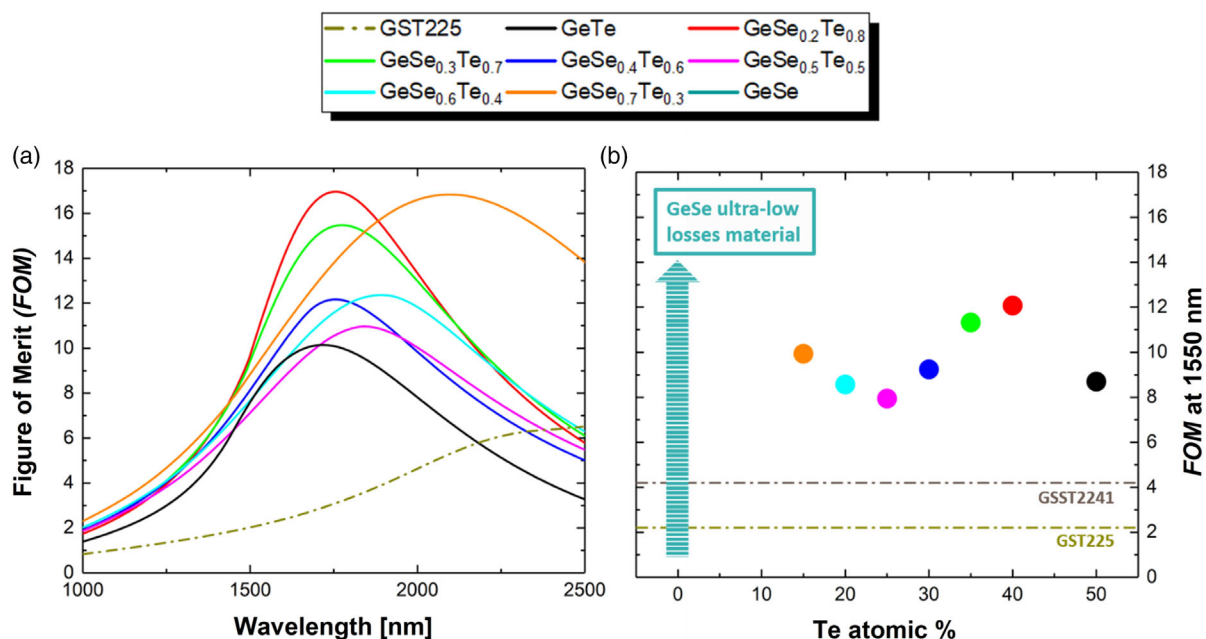 GST225 GeTe GeSe0.2Te0.8
GeSe0.3Te0.7 GeSe0.4Te0.6 GeSe0.5Te0.5
GeSe0.6Te0.4 GeSe0.7Te0.3 GeSe
(a)
18
16
14
12
10
8
6
4
2
0
1000 1500 2000 2500
Figure of Merit (FOM)
Wavelength [nm]
(b)
GeSe ultra-low
losses material
GSST2241
GST225
18
16
14
12
10
8
6
4
2
0
0 10 20 30 40 50
FOM at 1550 nm
Te atomic %